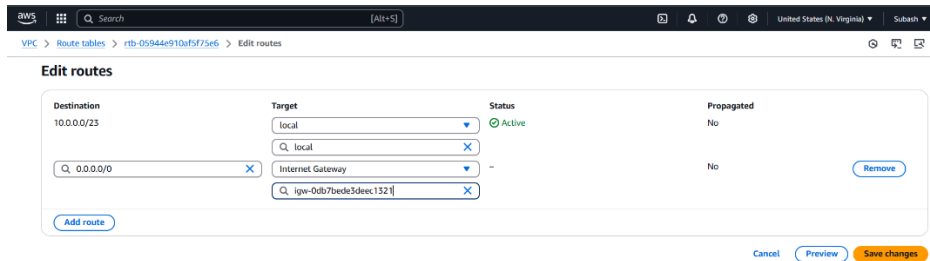 aws
Search [Alt+S] United States (N. Virginia) Subash
VPC > Route tables > rtb-05944e910af5f75e6 > Edit routes
Edit routes
Destination Target Status Propagated
10.0.0.0/23 local Active No
local
0.0.0.0/0 Internet Gateway – No Remove
igw-0db7bede3deec1321
Add route
Cancel Preview Save changes